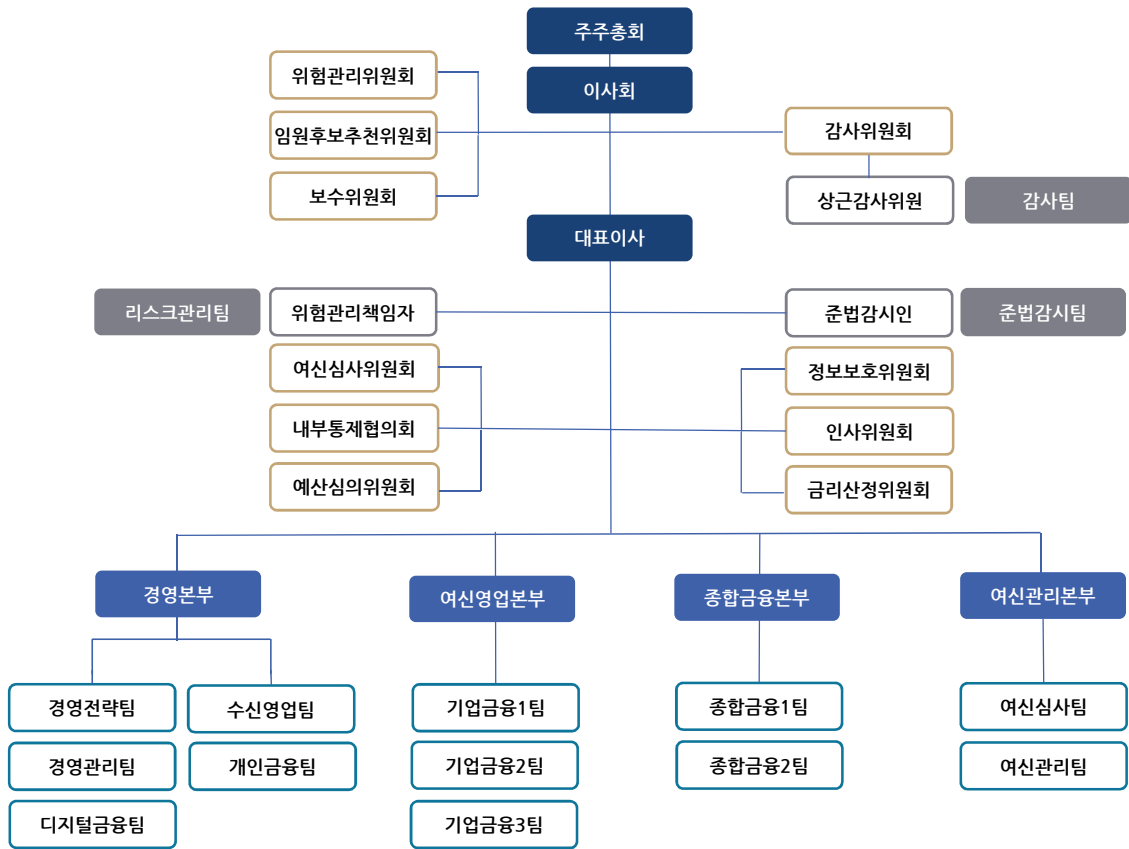 주주총회
위험관리위원회
이사회
임원후보추천위원회
감사위원회
보수위원회
상근감사위원
감사팀
대표이사
리스크관리팀
위험관리책임자
준법감시인
준법감시팀
여신심사위원회
정보보호위원회
내부통제협의회
인사위원회
예산심의위원회
금리산정위원회
경영본부
여신영업본부
종합금융본부
여신관리본부
경영전략팀
수신영업팀
기업금융1팀
종합금융1팀
여신심사팀
경영관리팀
개인금융팀
기업금융2팀
종합금융2팀
여신관리팀
디지털금융팀
기업금융3팀